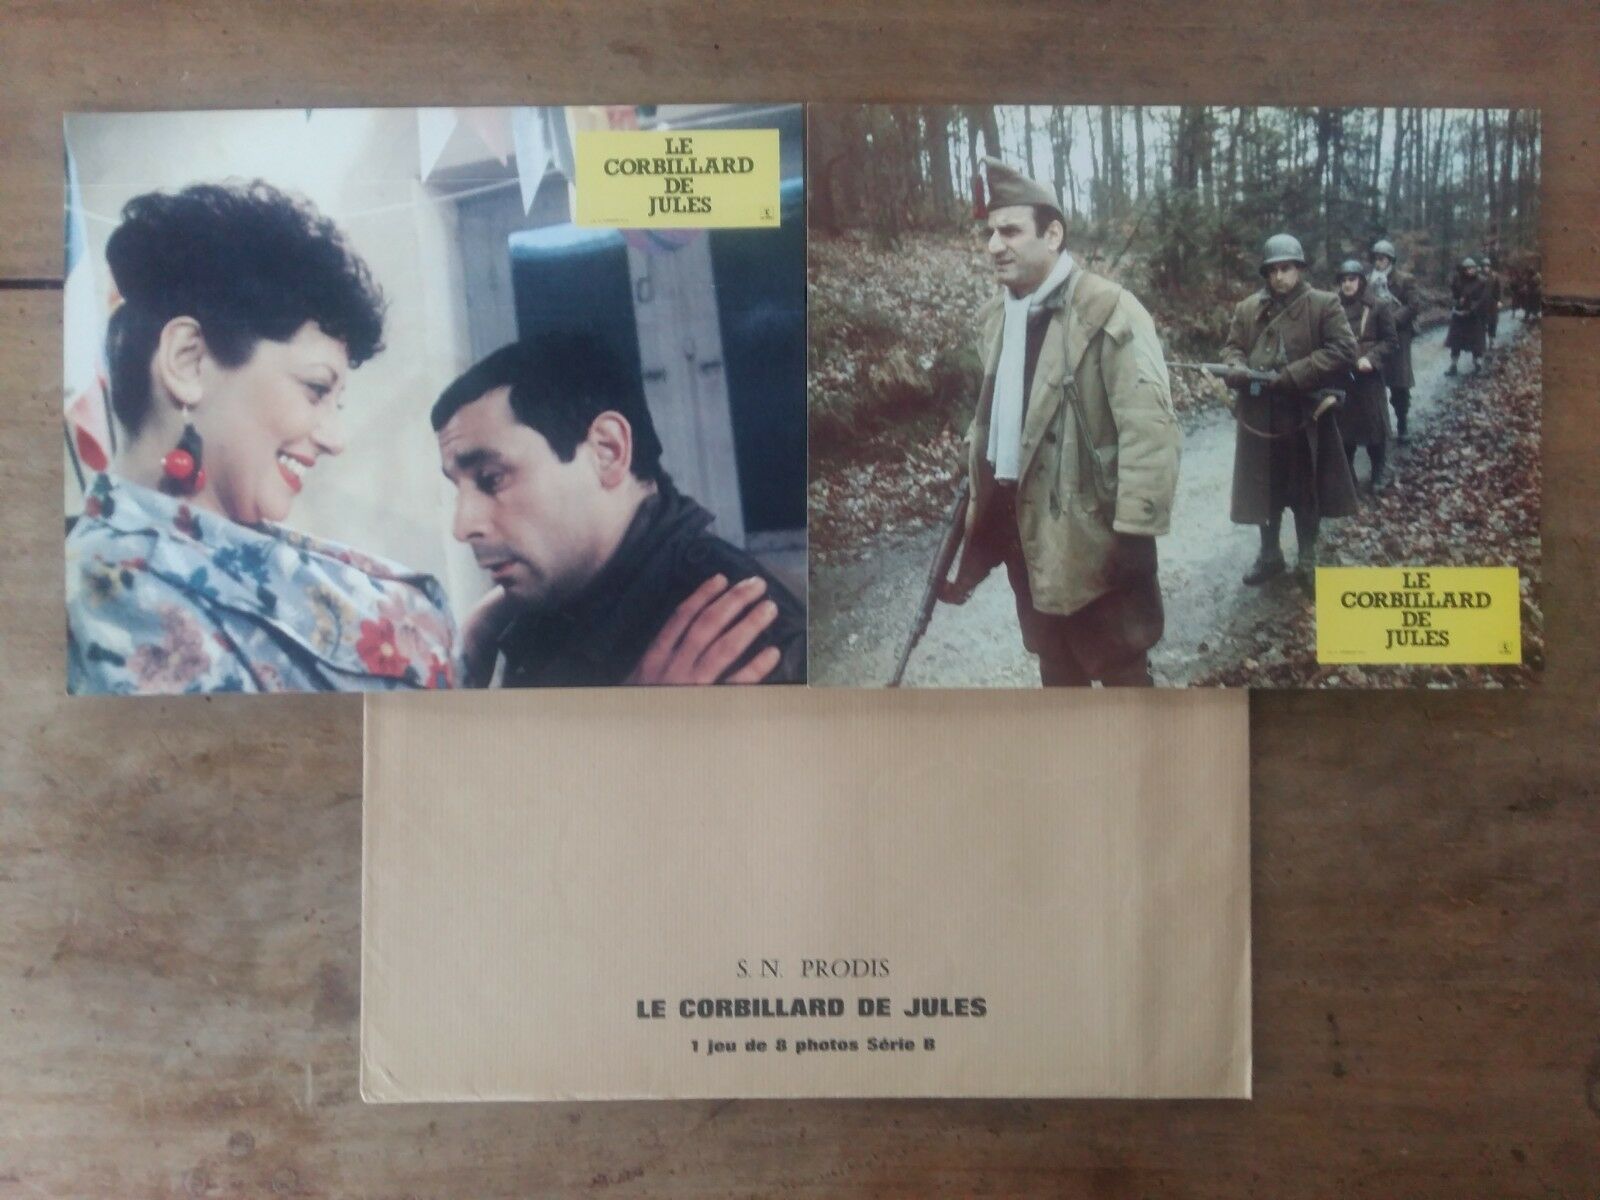 LE
CORBILLARD
DE
JULES
LE
CORBILLARD
DE
JULES
S. N. PRODIS
LE CORBILLARD DE JULES
1 jeu de 8 photos Série B